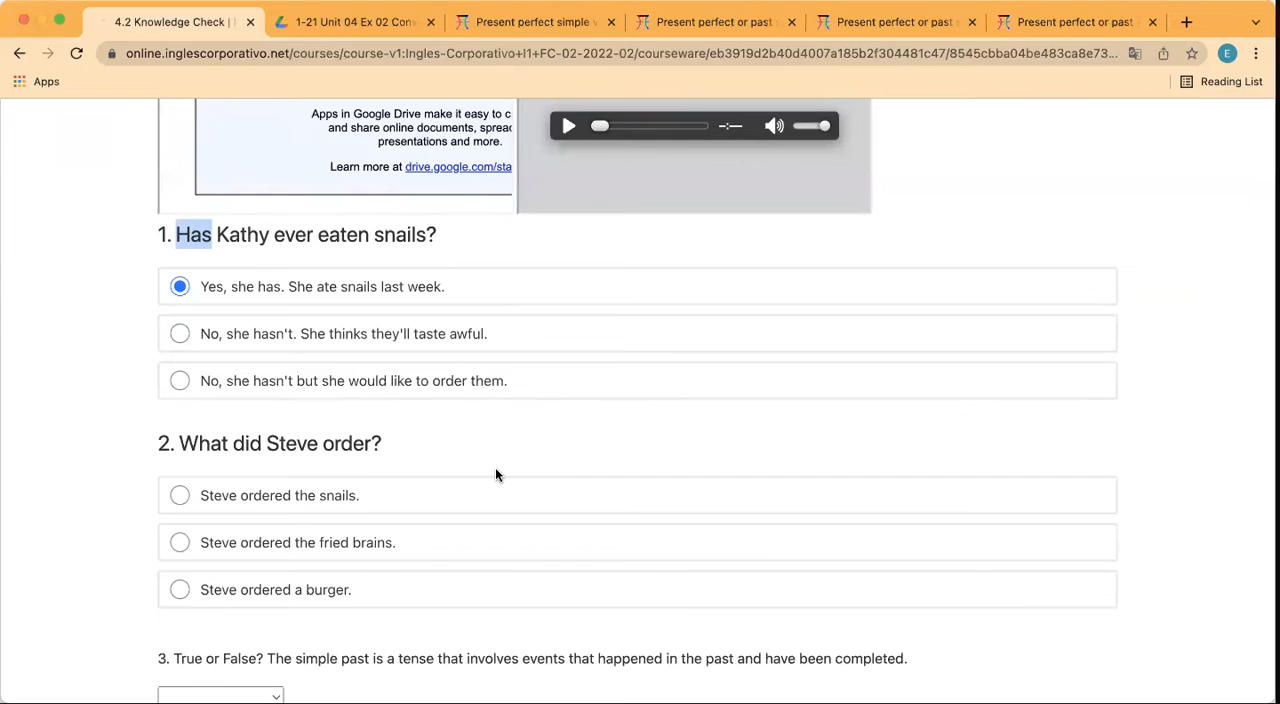 4.2 Knowledge Check |
1-21 Unit 04 Ex 02 Con
Present perfect simple v
Present perfect or past
Present perfect or past s
Present perfect or past
online.inglescorporativo.net/courses/course-v1:Ingles-Corporativo+I1+FC-02-2022-02/courseware/eb3919d2b40d4007a185b2f304481c47/8545cbba04be483ca8e73...
E
Apps
Reading List
Apps in Google Drive make it easy to c
and share online documents, spread
presentations and more.
Learn more at drive.google.com/sta
1. Has Kathy ever eaten snails?
Yes, she has. She ate snails last week.
No, she hasn't. She thinks they'll taste awful.
No, she hasn't but she would like to order them.
2. What did Steve order?
Steve ordered the snails.
Steve ordered the fried brains.
Steve ordered a burger.
3. True or False? The simple past is a tense that involves events that happened in the past and have been completed.